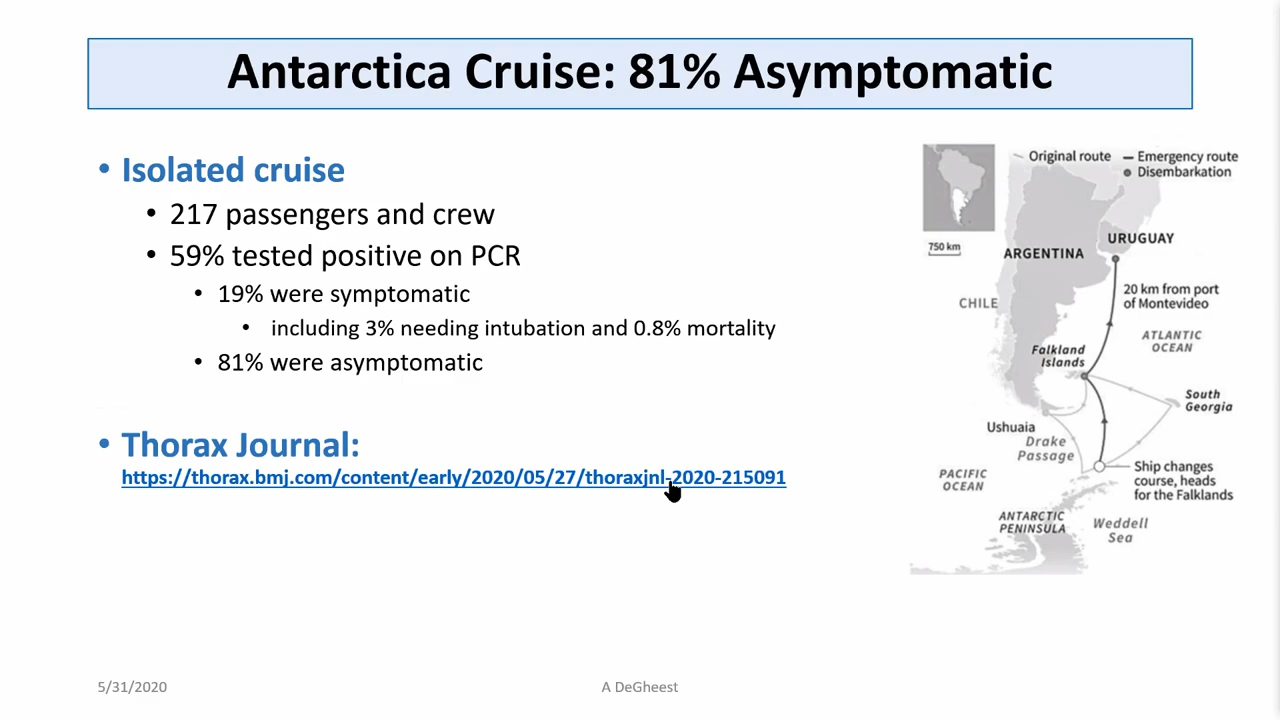 Antarctica Cruise: 81% Asymptomatic
• Isolated cruise
• 217 passengers and crew
• 59% tested positive on PCR
• 19% were symptomatic
• including 3% needing intubation and 0.8% mortality
• 81% were asymptomatic
• Thorax Journal:
https://thorax.bmj.com/content/early/2020/05/27/thoraxjnl-2020-215091
Original route
Emergency route
Disembarkation
750 km
URUGUAY
ARGENTINA
20 km from port
of Montevideo
CHILE
ATLANTIC
OCEAN
Falkland
Islands
South
Georgia
Ushuaia
Drake
Passage
Ship changes
course, heads
for the Falklands
PACIFIC
OCEAN
ANTARCTIC
PENINSULA
Weddell
Sea
5/31/2020
A DeGheest